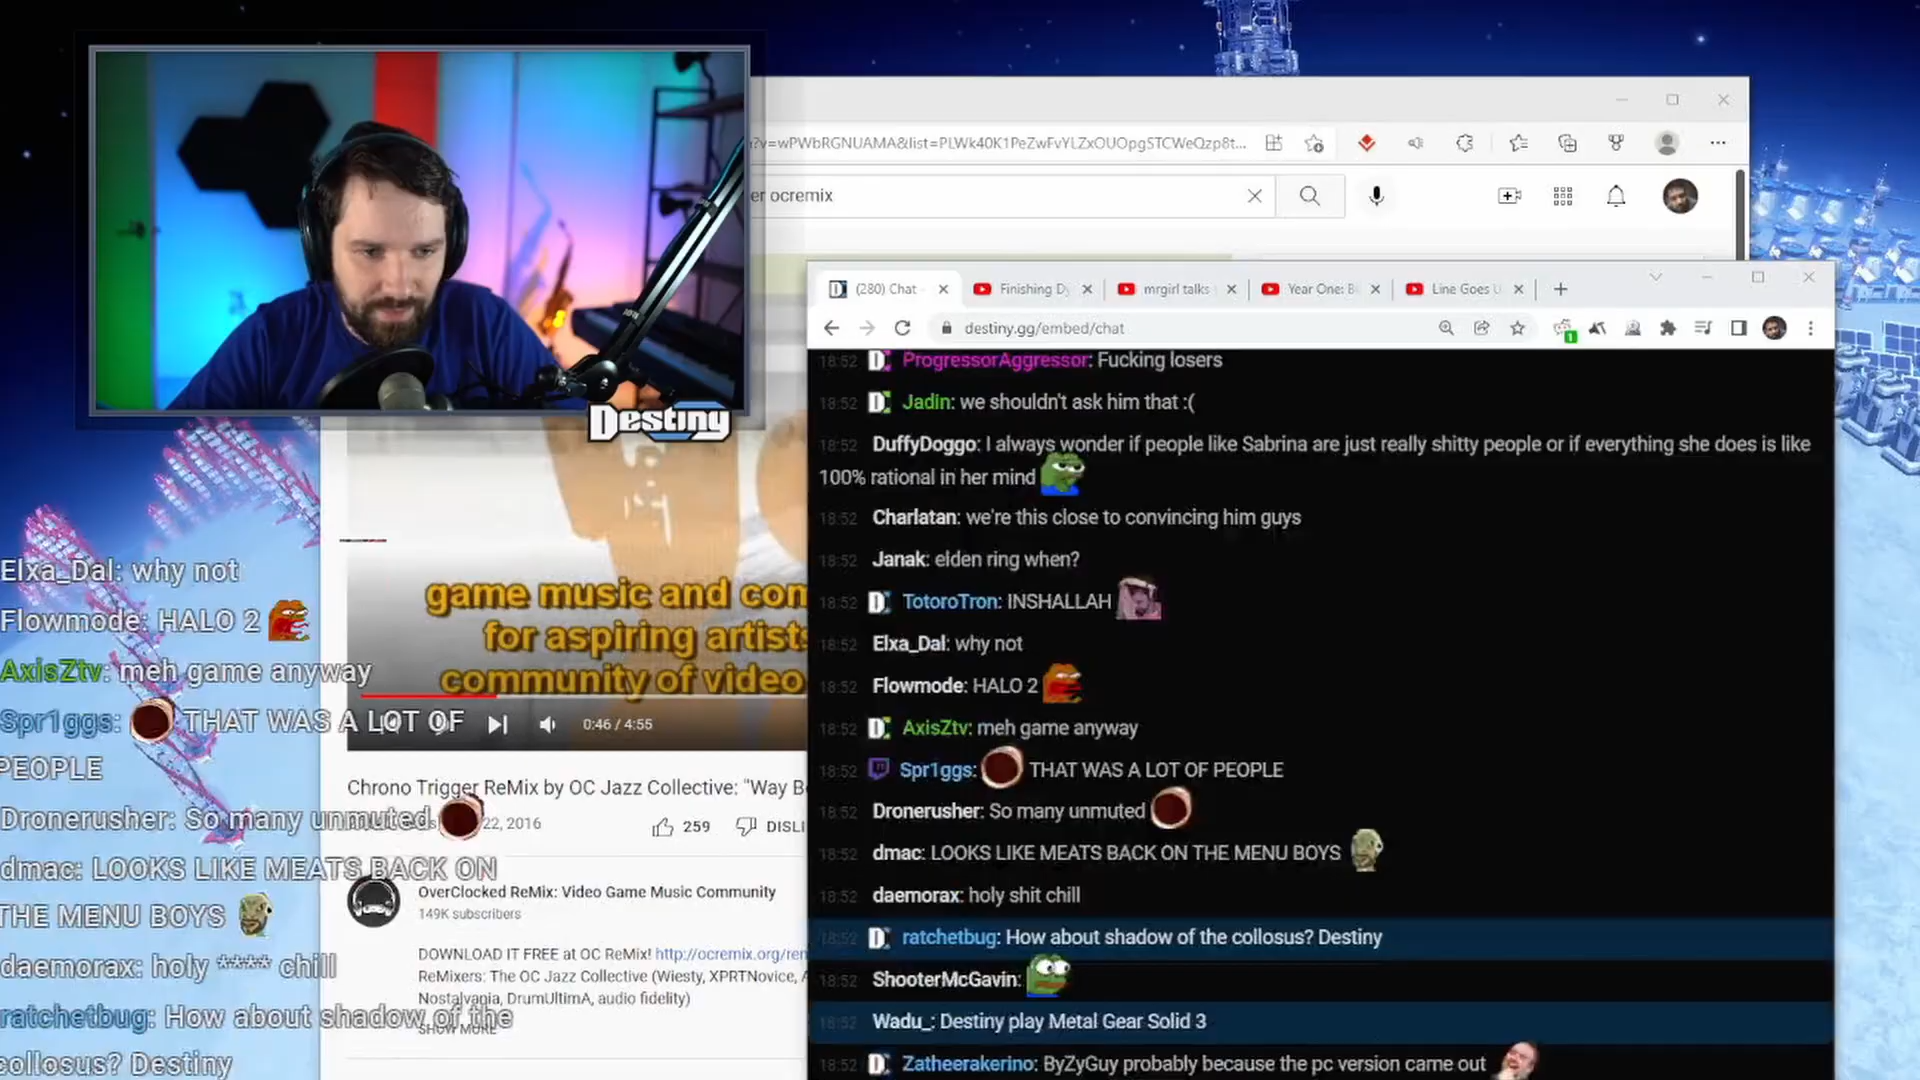 ?v=wPWbRGNUAMA&list=PLWk40K1PeZwFvYLZxOUOpgSTCWeQzp8t...
er ocremix
Destiny
game music and com
for aspiring artists
community of video
0:46 / 4:55
Chrono Trigger ReMix by OC Jazz Collective: "Way B
22, 2016
259
DISLI
OverClocked ReMix: Video Game Music Community
149K subscribers
DOWNLOAD IT FREE at OC ReMix! http://ocremix.org/ren
ReMixers: The OC Jazz Collective (Wiesty, XPRTNovice, A
Nostalvania, DrumUltimA, audio fidelity)
SHOW MORE
Elxa_Dal: why not
Flowmode: HALO 2
AxisZtv: meh game anyway
Spr1ggs: THAT WAS A LOT OF
PEOPLE
Dronerusher: So many unmuted
dmac: LOOKS LIKE MEATS BACK ON
THE MENU BOYS
daemorax: holy **** chill
ratchetbug: How about shadow of the
collosus? Destiny
(280) Chat
Finishing Dy
mrgirl talks
Year One: B
Line Goes U
destiny.gg/embed/chat
1
18:52 D ProgressorAggressor: Fucking losers
18:52 D Jadin: we shouldn't ask him that :(
18:52 DuffyDoggo: I always wonder if people like Sabrina are just really shitty people or if everything she does is like
100% rational in her mind
18:52 Charlatan: we're this close to convincing him guys
18:52 Janak: elden ring when?
18:52 D TotoroTron: INSHALLAH
18:52 Elxa_Dal: why not
18:52 Flowmode: HALO 2
18:52 D AxisZtv: meh game anyway
18:52 Spr1ggs: THAT WAS A LOT OF PEOPLE
18:52 Dronerusher: So many unmuted
18:52 dmac: LOOKS LIKE MEATS BACK ON THE MENU BOYS
18:52 daemorax: holy shit chill
18:52 D ratchetbug: How about shadow of the collosus? Destiny
18:52 ShooterMcGavin:
18:52 Wadu_: Destiny play Metal Gear Solid 3
18:52 D Zatheerakerino: ByZyGuy probably because the pc version came out